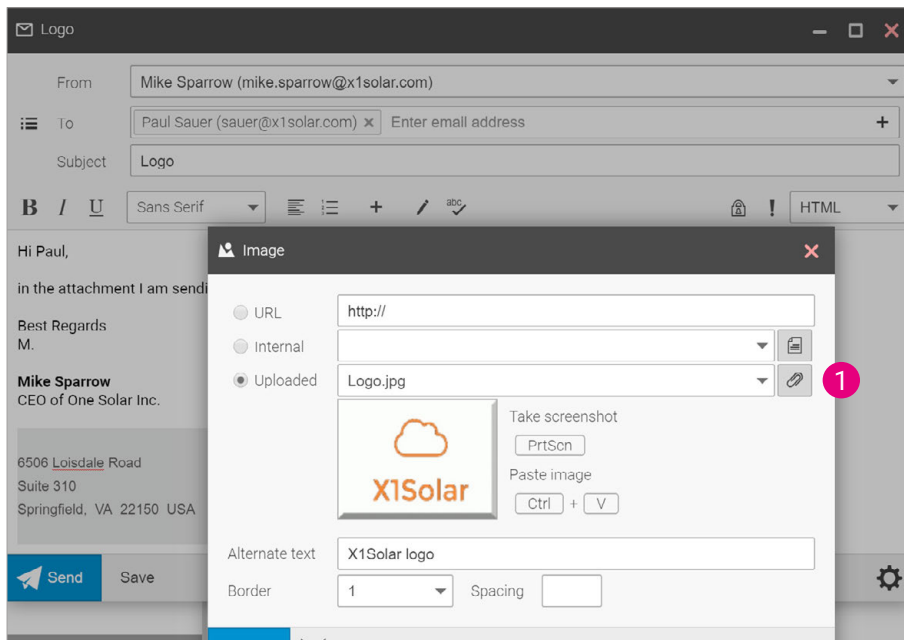 Logo
From Mike Sparrow (mike.sparrow@x1solar.com)
To Paul Sauer (sauer@x1solar.com) × Enter email address +
Subject Logo
B I U Sans Serif + abc ! HTML
Hi Paul,
in the attachment I am sendi
Best Regards
M.
Mike Sparrow
CEO of One Solar Inc.
6506 Loisdale Road
Suite 310
Springfield, VA 22150 USA
Send Save
Image
URL http://
Internal
Uploaded Logo.jpg 1
X1Solar
Take screenshot
PrtScn
Paste image
Ctrl + V
Alternate text X1Solar logo
Border 1 Spacing